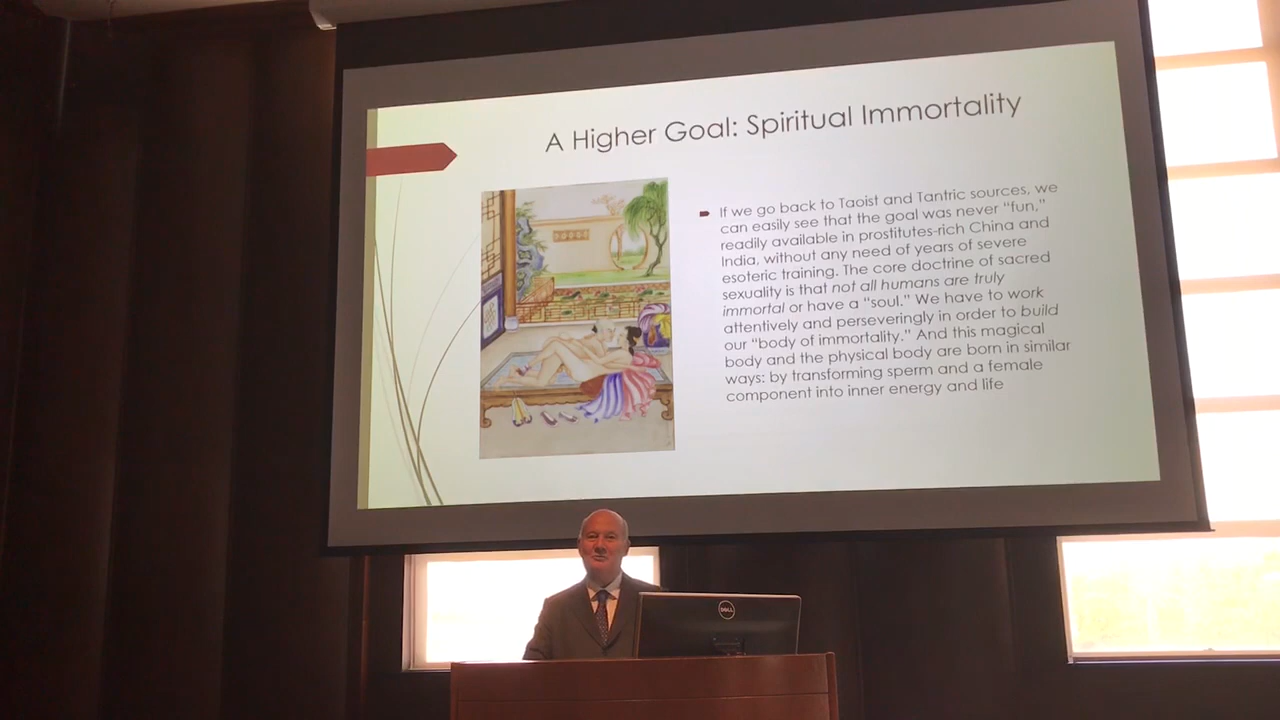 A Higher Goal: Spiritual Immortality
If we go back to Taoist and Tantric sources, we
can easily see that the goal was never “fun,”
readily available in prostitutes-rich China and
India, without any need of years of severe
esoteric training. The core doctrine of sacred
sexuality is that not all humans are truly
immortal or have a “soul.” We have to work
attentively and perseveringly in order to build
our “body of immortality.” And this magical
body and the physical body are born in similar
ways: by transforming sperm and a female
component into inner energy and life
DELL